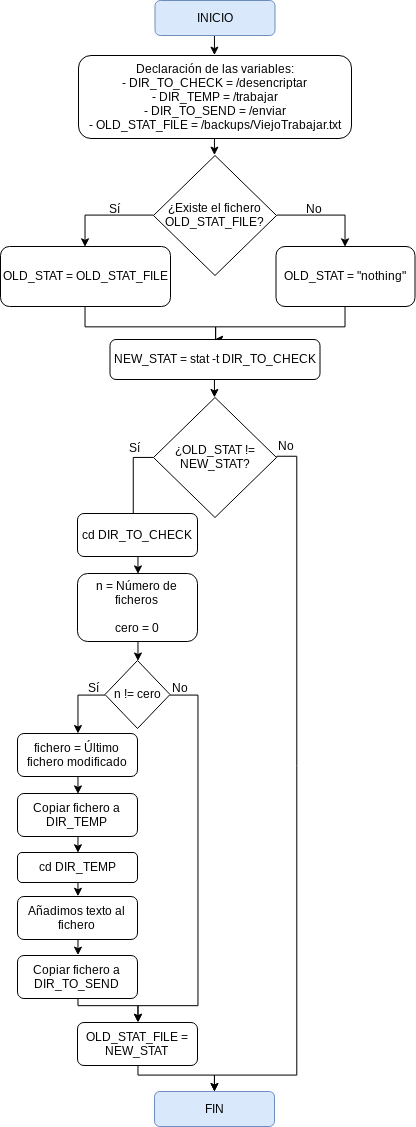 INICIO
Declaración de las variables:
- DIR_TO_CHECK = /desencriptar
- DIR_TEMP = /trabajar
- DIR_TO_SEND = /enviar
- OLD_STAT_FILE = /backups/ViejoTrabajar.txt
¿Existe el fichero
OLD_STAT_FILE?
Sí
No
OLD_STAT = OLD_STAT_FILE
OLD_STAT = "nothing"
NEW_STAT = stat -t DIR_TO_CHECK
¿OLD_STAT !=
NEW_STAT?
Sí
No
cd DIR_TO_CHECK
n = Número de
ficheros
cero = 0
n != cero
Sí
No
fichero = Último
fichero modificado
Copiar fichero a
DIR_TEMP
cd DIR_TEMP
Añadimos texto al
fichero
Copiar fichero a
DIR_TO_SEND
OLD_STAT_FILE =
NEW_STAT
FIN